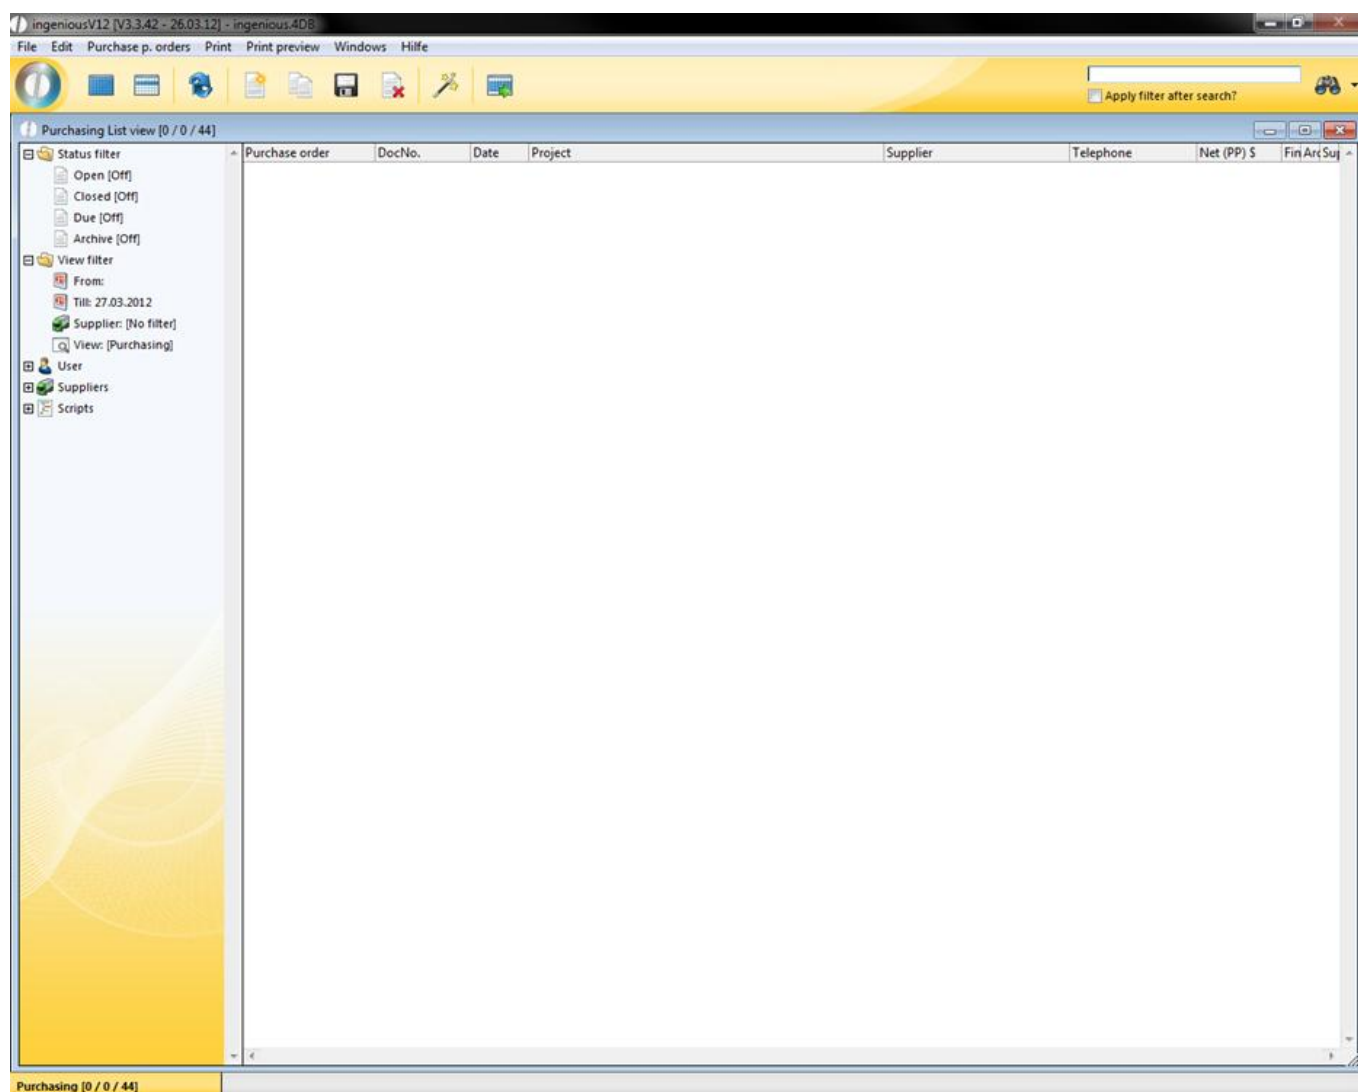 ingeniousV12 [V3.3.42 - 26.03.12] - ingenious.4DB
File Edit Purchase p. orders Print Print preview Windows Hilfe
Apply filter after search?
Purchasing List view [0 / 0 / 44]
Purchase order DocNo. Date Project Supplier Telephone Net (PP) $ Fin Arc Sup
Status filter
Open [Off]
Closed [Off]
Due [Off]
Archive [Off]
View filter
From:
Till: 27.03.2012
Supplier: [No filter]
View: [Purchasing]
User
Suppliers
Scripts
Purchasing [0 / 0 / 44]